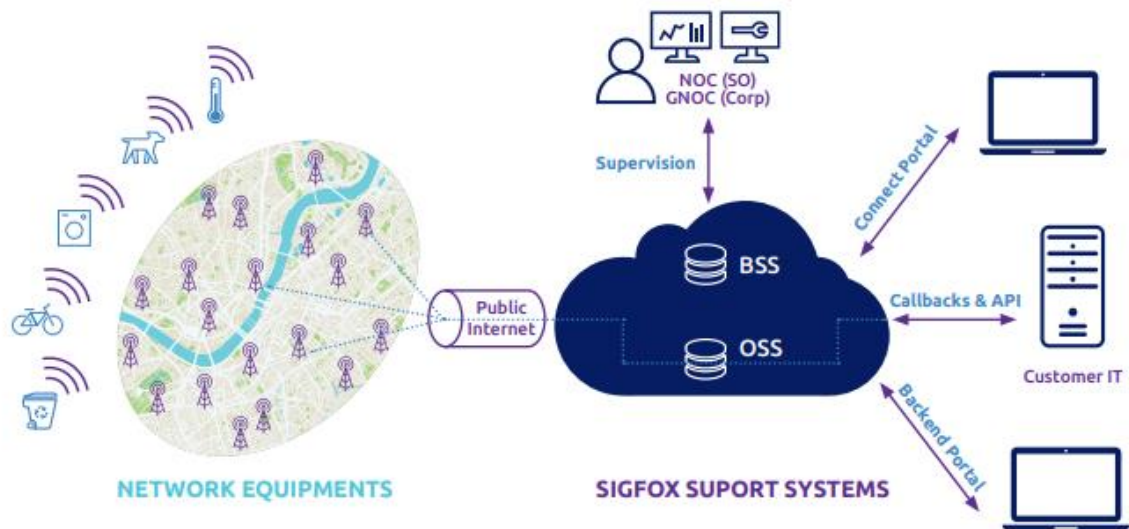 NOC (SO)
GNOC (Corp)
Supervision
Connect Portal
BSS
Public
Internet
Callbacks & API
OSS
Customer IT
Backend Portal
NETWORK EQUIPMENTS
SIGFOX SUPORT SYSTEMS